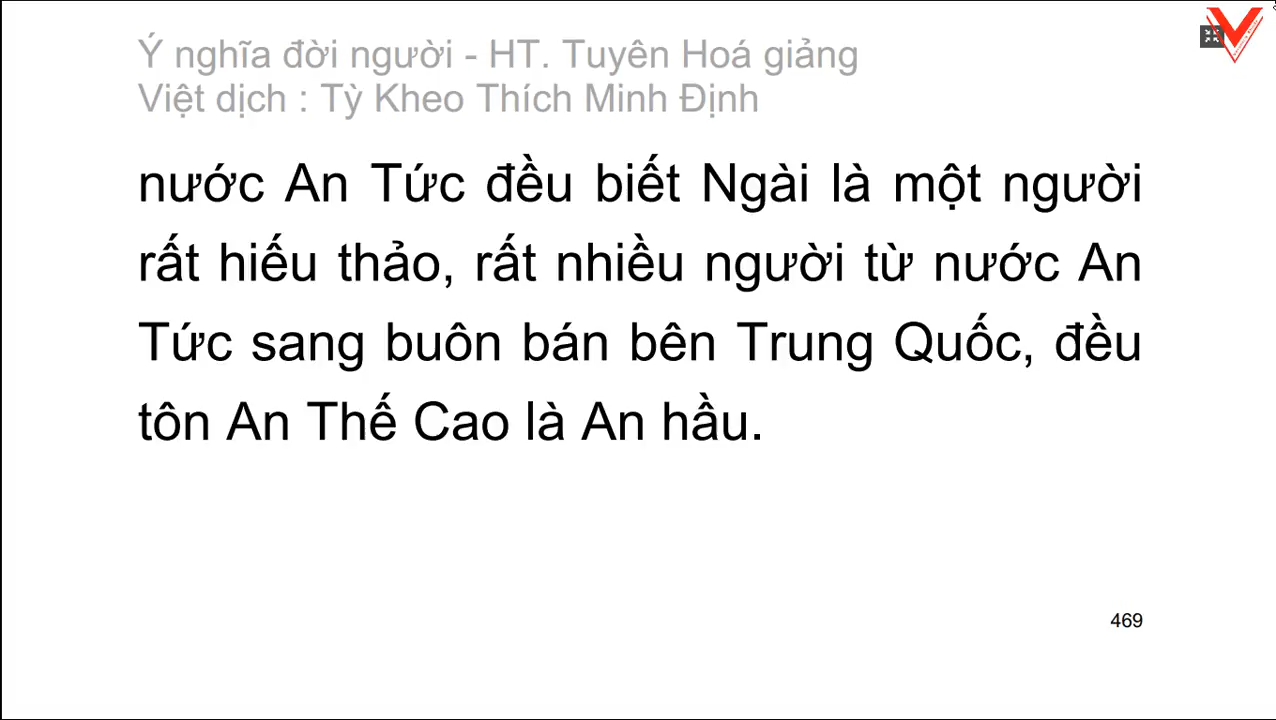 Ý nghĩa đời người - HT. Tuyên Hoá giảng
Việt dịch : Tỳ Kheo Thích Minh Định
nước An Tức đều biết Ngài là một người
rất hiếu thảo, rất nhiều người từ nước An
Tức sang buôn bán bên Trung Quốc, đều
tôn An Thế Cao là An hầu.
469